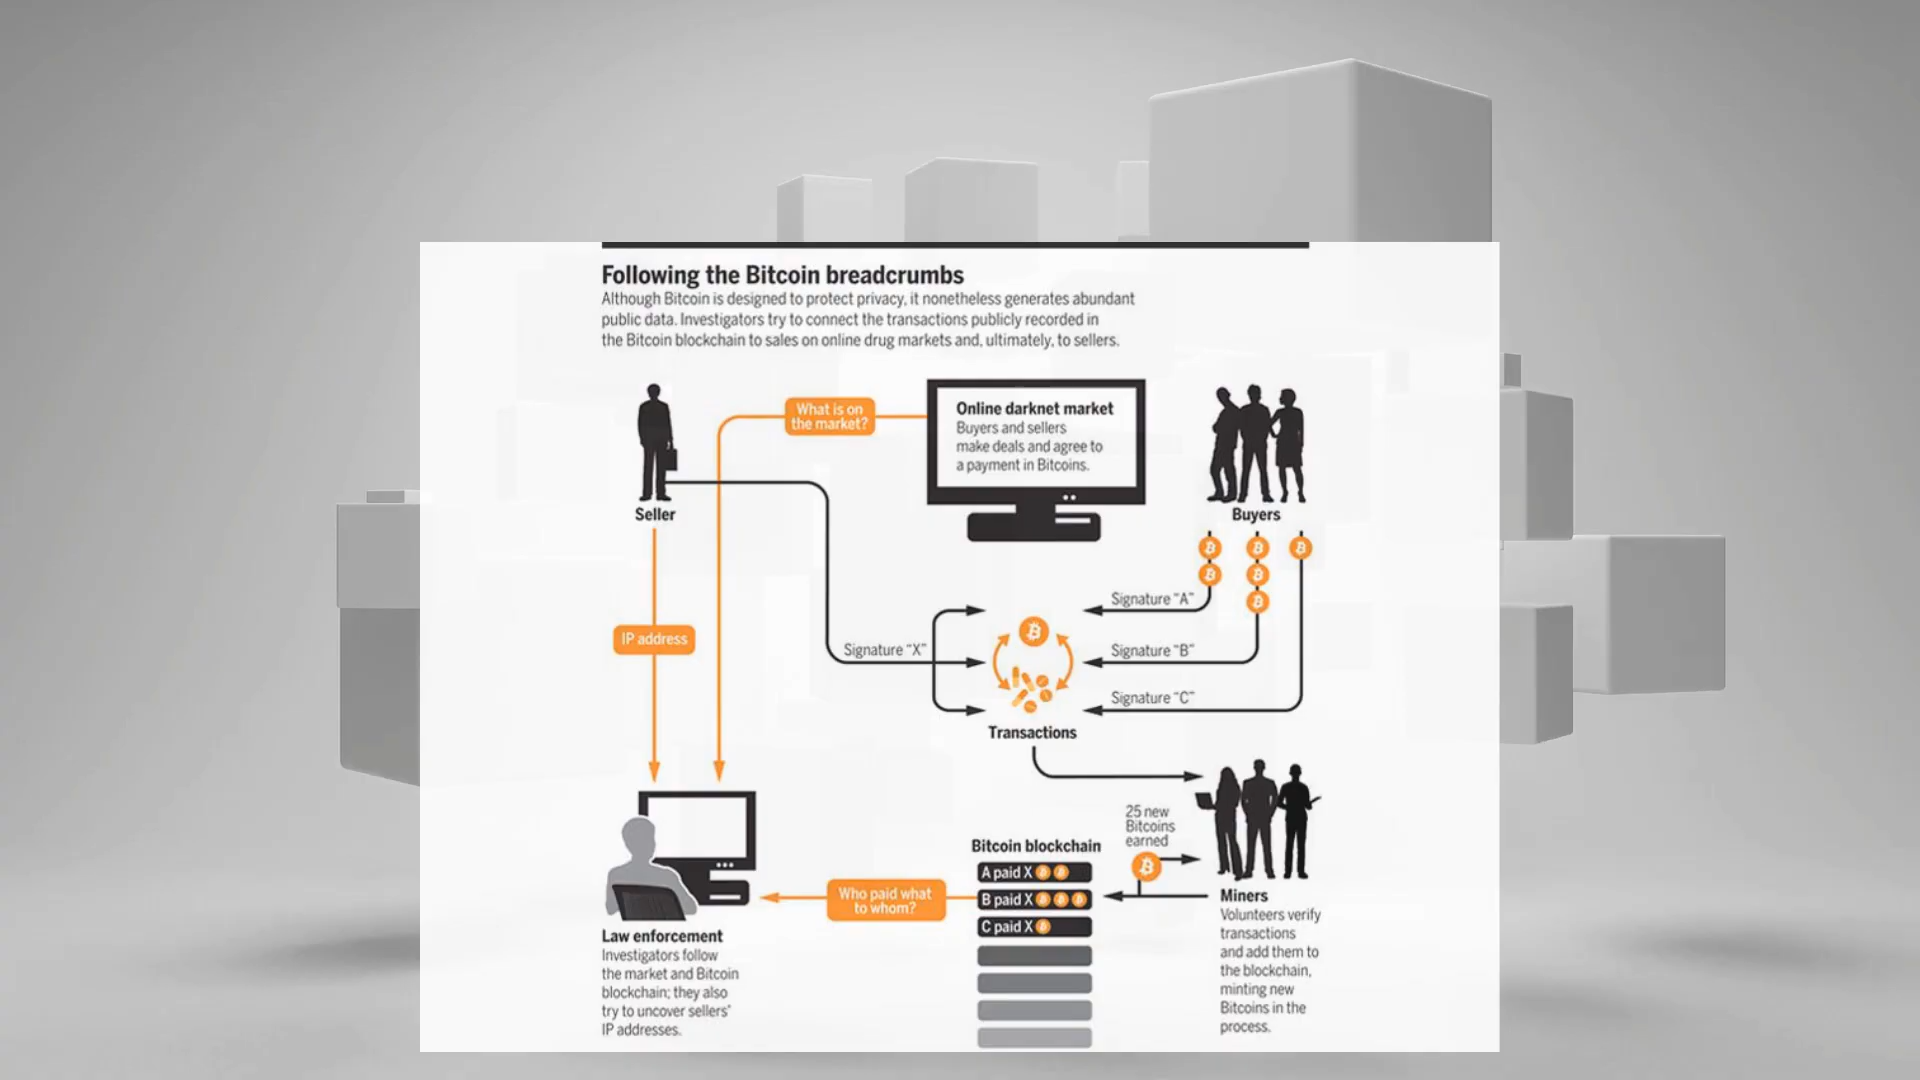 Following the Bitcoin breadcrumbs
Although Bitcoin is designed to protect privacy, it nonetheless generates abundant
public data. Investigators try to connect the transactions publicly recorded in
the Bitcoin blockchain to sales on online drug markets and, ultimately, to sellers.
What is on
the market?
Online darknet market
Buyers and sellers
make deals and agree to
a payment in Bitcoins.
Seller
Buyers
IP address
Signature “X”
Signature “A”
Signature “B”
Signature “C”
Transactions
25 new
Bitcoins
earned
Bitcoin blockchain
A paid X
B paid X
C paid X
Who paid what
to whom?
Miners
Volunteers verify
transactions
and add them to
the blockchain,
minting new
Bitcoins in the
process.
Law enforcement
Investigators follow
the market and Bitcoin
blockchain; they also
try to uncover sellers’
IP addresses.